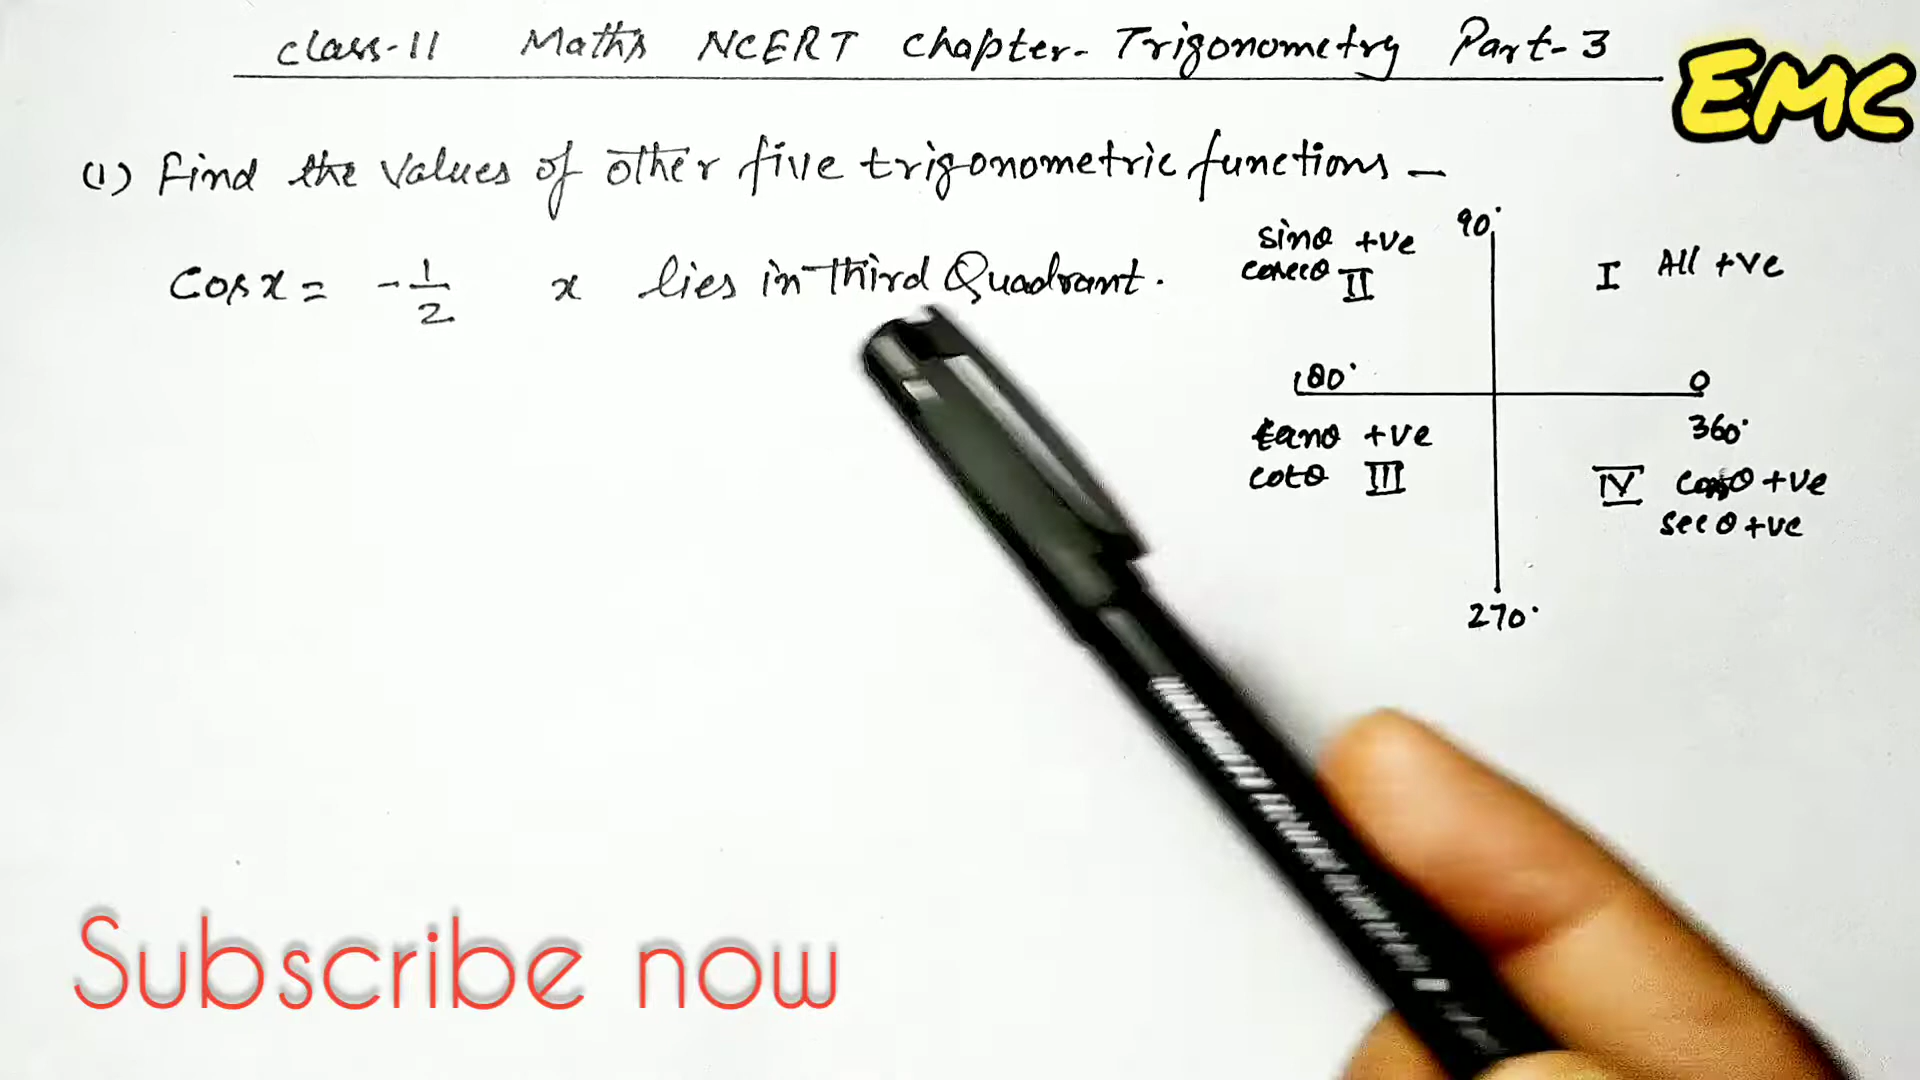 class-11 Maths NCERT Chapter- Trigonometry Part-3
EMC
(1) Find the Values of other five trigonometric functions -
Cosx = -1/2 x lies in third Quadrant.
90°
sinθ +ve
cosecθ II
I All +ve
180°
0
360°
tanθ +ve
cotθ III
IV cosθ +ve
secθ +ve
270°
Subscribe now